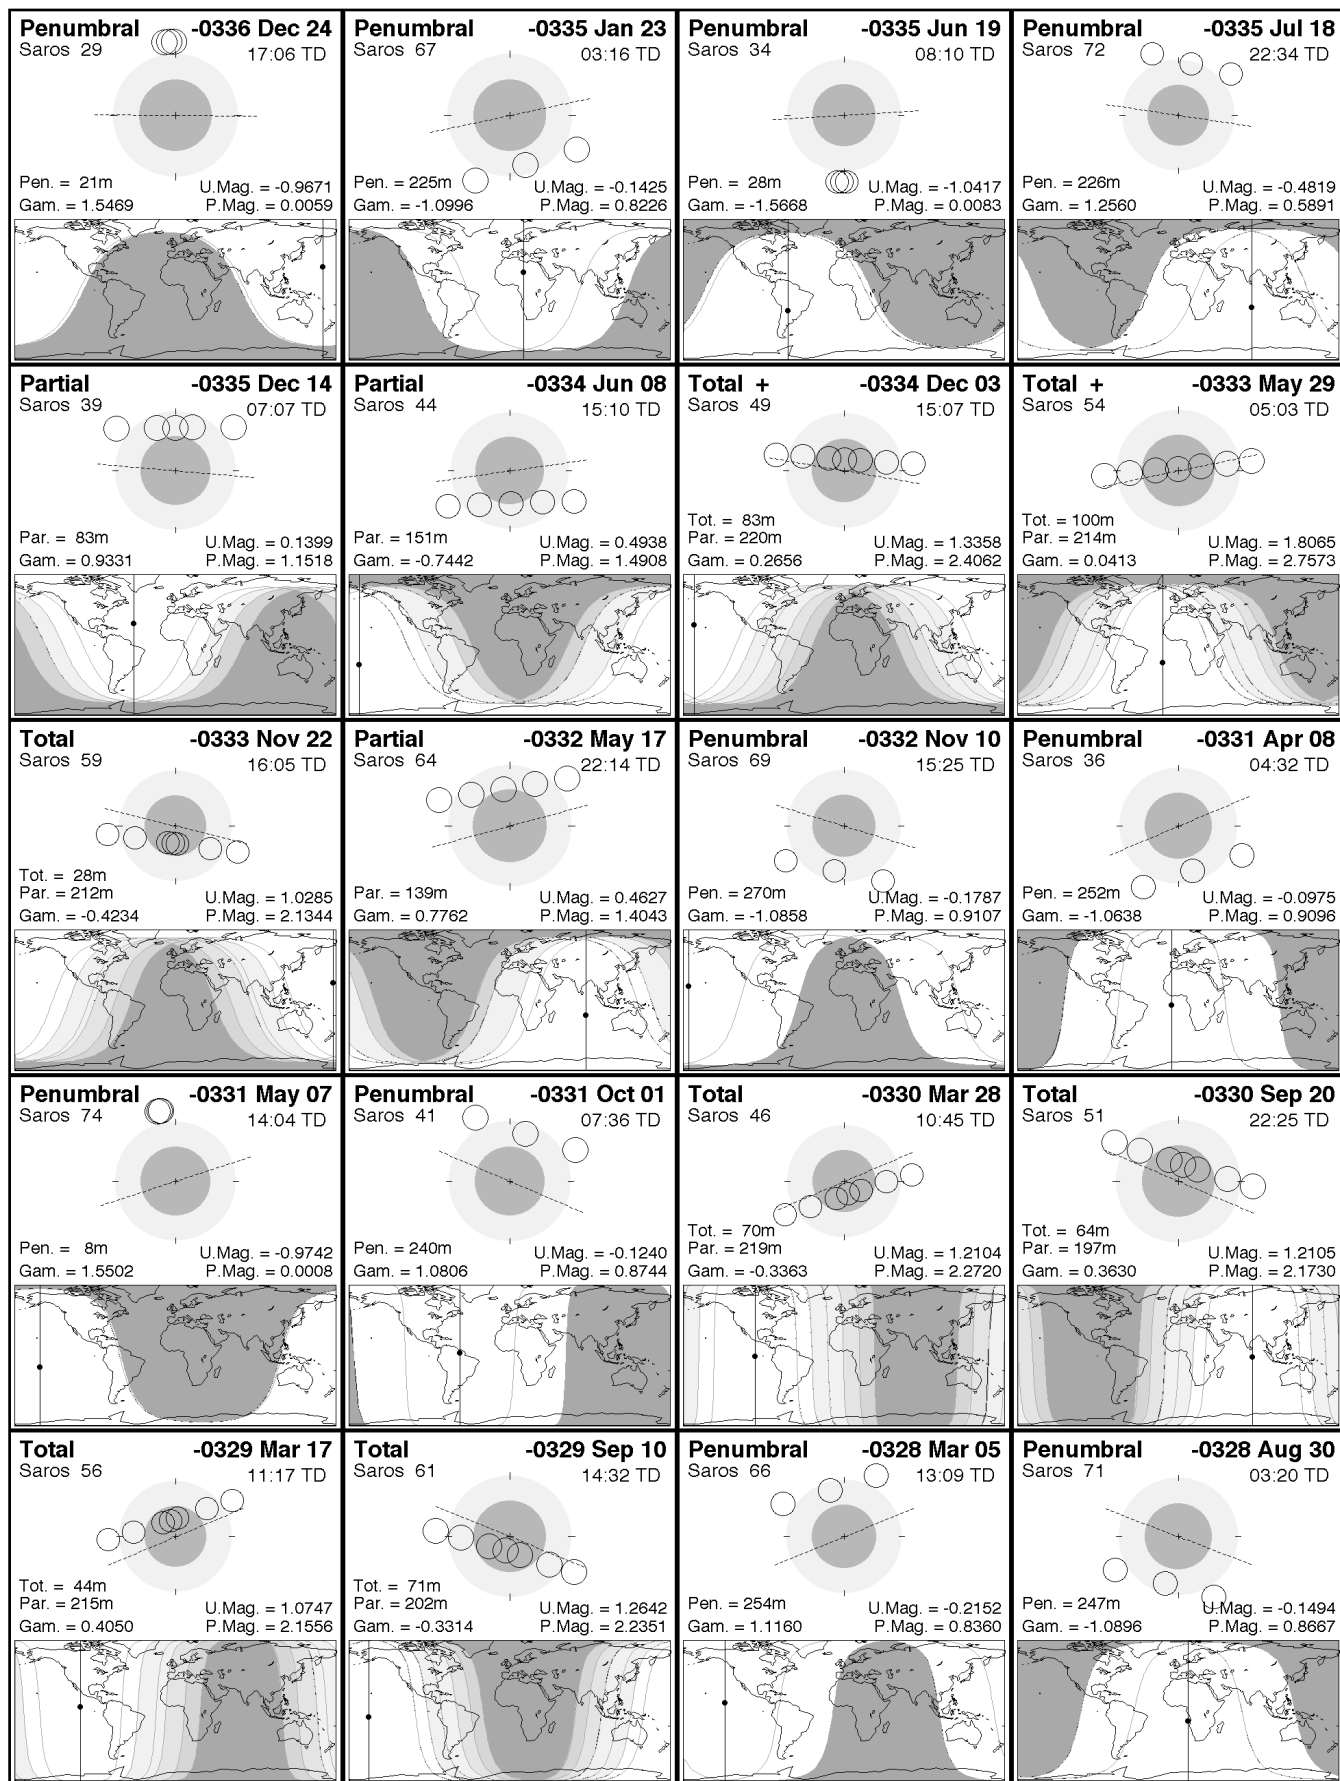 Penumbral -0336 Dec 24
Saros 29 17:06 TD
Pen. = 21m U.Mag. = -0.9671
Gam. = 1.5469 P.Mag. = 0.0059
Penumbral -0335 Jan 23
Saros 67 03:16 TD
Pen. = 225m U.Mag. = -0.1425
Gam. = -1.0996 P.Mag. = 0.8226
Penumbral -0335 Jun 19
Saros 34 08:10 TD
Pen. = 28m U.Mag. = -1.0417
Gam. = -1.5668 P.Mag. = 0.0083
Penumbral -0335 Jul 18
Saros 72 22:34 TD
Pen. = 226m U.Mag. = -0.4819
Gam. = 1.2560 P.Mag. = 0.5891
Partial -0335 Dec 14
Saros 39 07:07 TD
Par. = 83m U.Mag. = 0.1399
Gam. = 0.9331 P.Mag. = 1.1518
Partial -0334 Jun 08
Saros 44 15:10 TD
Par. = 151m U.Mag. = 0.4938
Gam. = -0.7442 P.Mag. = 1.4908
Total + -0334 Dec 03
Saros 49 15:07 TD
Tot. = 83m
Par. = 220m U.Mag. = 1.3358
Gam. = 0.2656 P.Mag. = 2.4062
Total + -0333 May 29
Saros 54 05:03 TD
Tot. = 100m
Par. = 214m U.Mag. = 1.8065
Gam. = 0.0413 P.Mag. = 2.7573
Total -0333 Nov 22
Saros 59 16:05 TD
Tot. = 28m
Par. = 212m U.Mag. = 1.0285
Gam. = -0.4234 P.Mag. = 2.1344
Partial -0332 May 17
Saros 64 22:14 TD
Par. = 139m U.Mag. = 0.4627
Gam. = 0.7762 P.Mag. = 1.4043
Penumbral -0332 Nov 10
Saros 69 15:25 TD
Pen. = 270m U.Mag. = -0.1787
Gam. = -1.0858 P.Mag. = 0.9107
Penumbral -0331 Apr 08
Saros 36 04:32 TD
Pen. = 252m U.Mag. = -0.0975
Gam. = -1.0638 P.Mag. = 0.9096
Penumbral -0331 May 07
Saros 74 14:04 TD
Pen. = 8m U.Mag. = -0.9742
Gam. = 1.5502 P.Mag. = 0.0008
Penumbral -0331 Oct 01
Saros 41 07:36 TD
Pen. = 240m U.Mag. = -0.1240
Gam. = 1.0806 P.Mag. = 0.8744
Total -0330 Mar 28
Saros 46 10:45 TD
Tot. = 70m
Par. = 219m U.Mag. = 1.2104
Gam. = -0.3363 P.Mag. = 2.2720
Total -0330 Sep 20
Saros 51 22:25 TD
Tot. = 64m
Par. = 197m U.Mag. = 1.2105
Gam. = 0.3630 P.Mag. = 2.1730
Total -0329 Mar 17
Saros 56 11:17 TD
Tot. = 44m
Par. = 215m U.Mag. = 1.0747
Gam. = 0.4050 P.Mag. = 2.1556
Total -0329 Sep 10
Saros 61 14:32 TD
Tot. = 71m
Par. = 202m U.Mag. = 1.2642
Gam. = -0.3314 P.Mag. = 2.2351
Penumbral -0328 Mar 05
Saros 66 13:09 TD
Pen. = 254m U.Mag. = -0.2152
Gam. = 1.1160 P.Mag. = 0.8360
Penumbral -0328 Aug 30
Saros 71 03:20 TD
Pen. = 247m U.Mag. = -0.1494
Gam. = -1.0896 P.Mag. = 0.8667